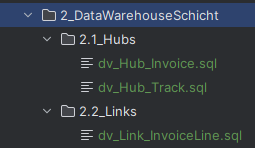 2_DataWarehouseSchicht
2.1_Hubs
dv_Hub_Invoice.sql
dv_Hub_Track.sql
2.2_Links
dv_Link_InvoiceLine.sql